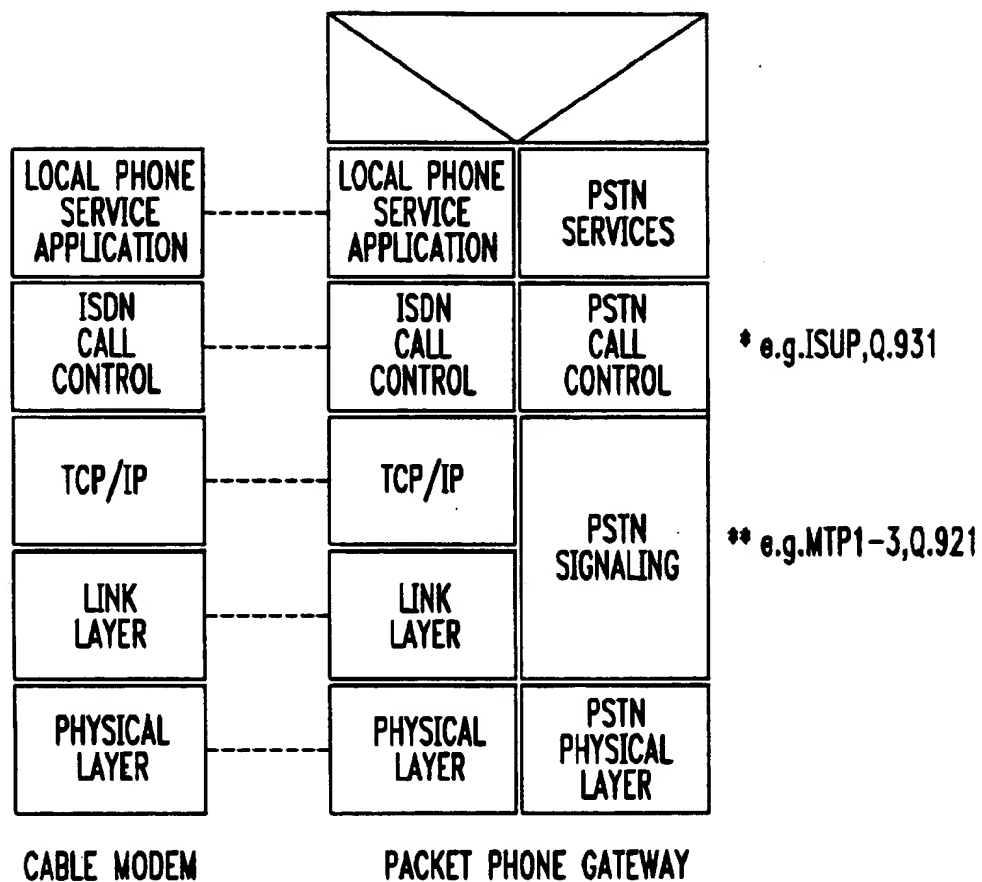 LOCAL PHONE
SERVICE
APPLICATION
LOCAL PHONE
SERVICE
APPLICATION
PSTN
SERVICES
ISDN
CALL
CONTROL
ISDN
CALL
CONTROL
PSTN
CALL
CONTROL
* e.g.ISUP,Q.931
TCP/IP
TCP/IP
PSTN
SIGNALING
** e.g.MTP1-3,Q.921
LINK
LAYER
LINK
LAYER
PHYSICAL
LAYER
PHYSICAL
LAYER
PSTN
PHYSICAL
LAYER
CABLE MODEM
PACKET PHONE GATEWAY